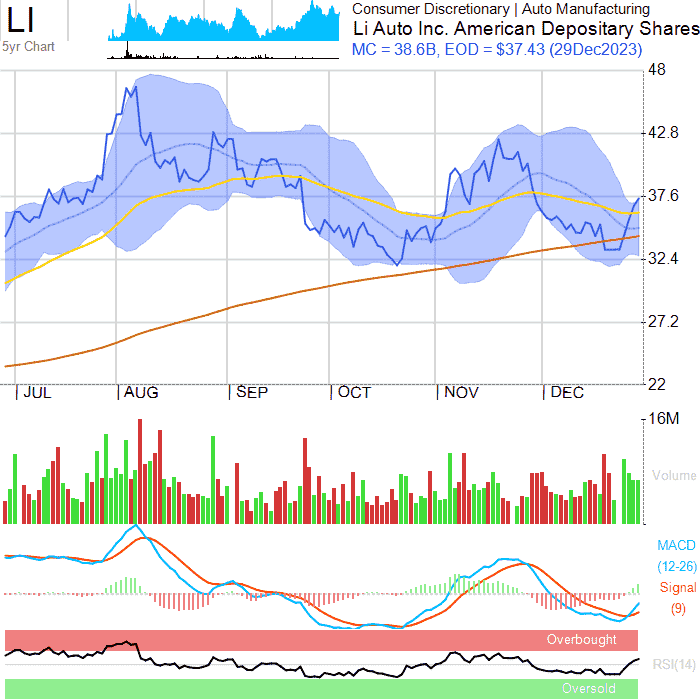 LI
5yr Chart
Consumer Discretionary | Auto Manufacturing
Li Auto Inc. American Depositary Shares
MC = 38.6B, EOD = $37.43 (29Dec2023)
48
42.8
37.6
32.4
27.2
22
| JUL | AUG | SEP | OCT | NOV | DEC
16M
Volume
MACD
(12-26)
Signal
(9)
Overbought
RSI(14)
Oversold